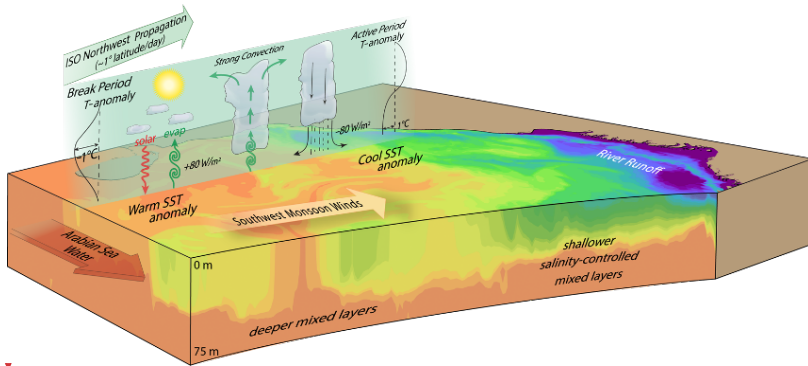 ISO Northwest Propagation
(~1° latitude/day)
Break Period
T-anomaly
Strong Convection
Active Period
T-anomaly
~1°C
solar
evap
+80 W/m²
-80 W/m²
~1°C
Warm SST
anomaly
Cool SST
anomaly
River Runoff
Southwest Monsoon Winds
Arabian Sea
Water
0 m
shallower
salinity-controlled
mixed layers
deeper mixed layers
75 m